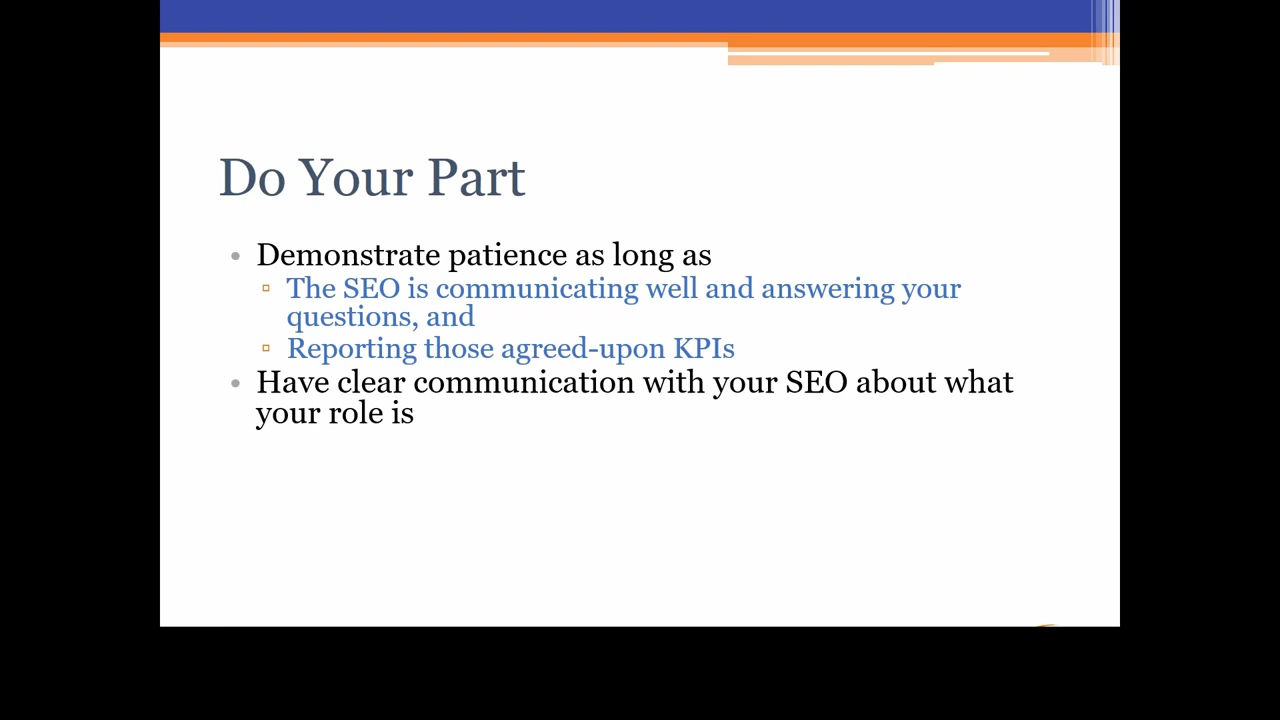 Do Your Part
Demonstrate patience as long as
The SEO is communicating well and answering your
questions, and
Reporting those agreed-upon KPIs
Have clear communication with your SEO about what
your role is